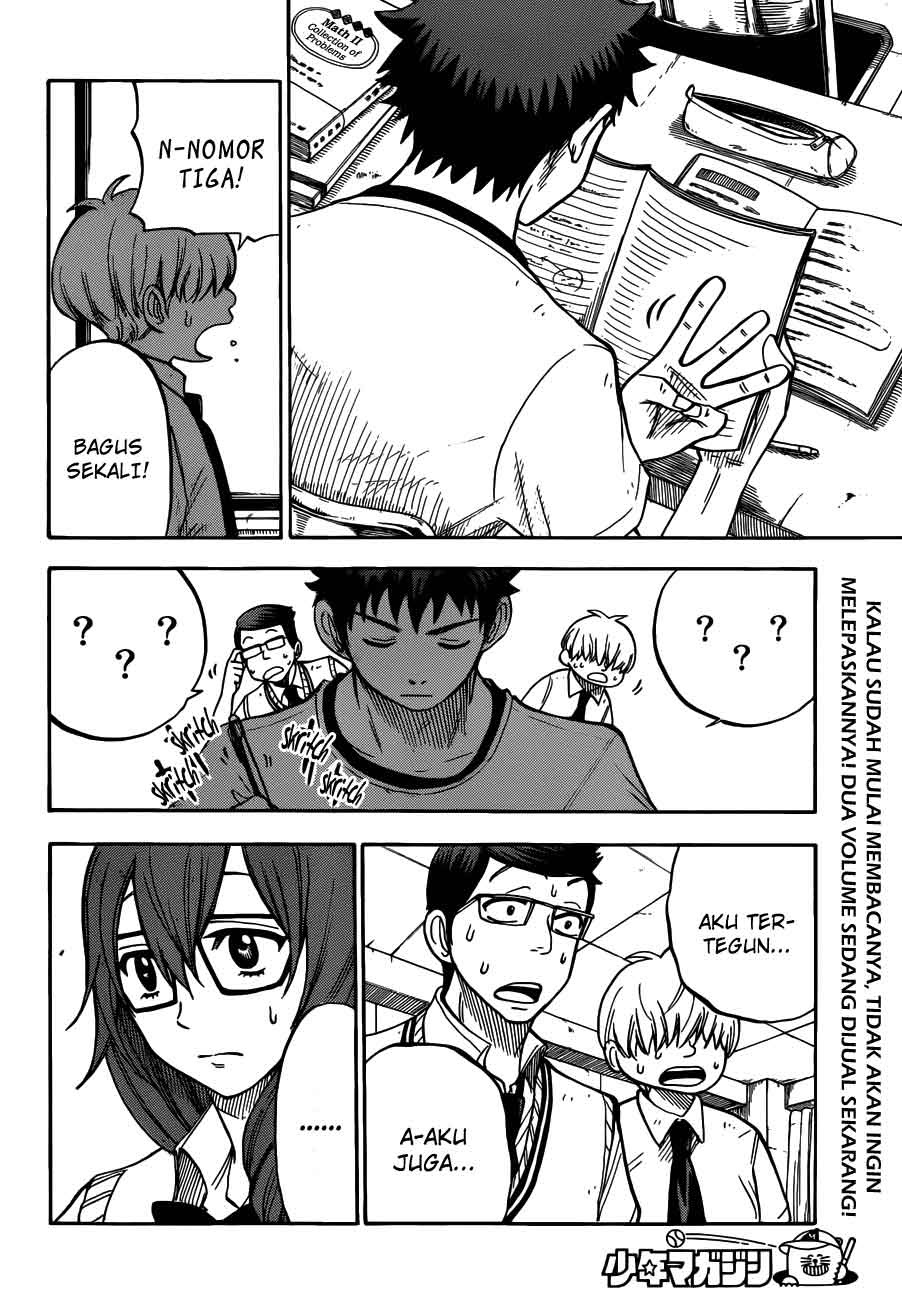 Math II
Collection of
Problems
N-NOMOR
TIGA!
BAGUS
SEKALI!
? ? ?
? ? ?
skritch
skritch
skritch
skritch
skritch
AKU TER-
TEGUN...
A-AKU
JUGA...
......
KALAU SUDAH MULAI MEMBACANYA, TIDAK AKAN INGIN
MELEPASKANNYA! DUA VOLUME SEDANG DIJUAL SEKARANG!
少年マガジン